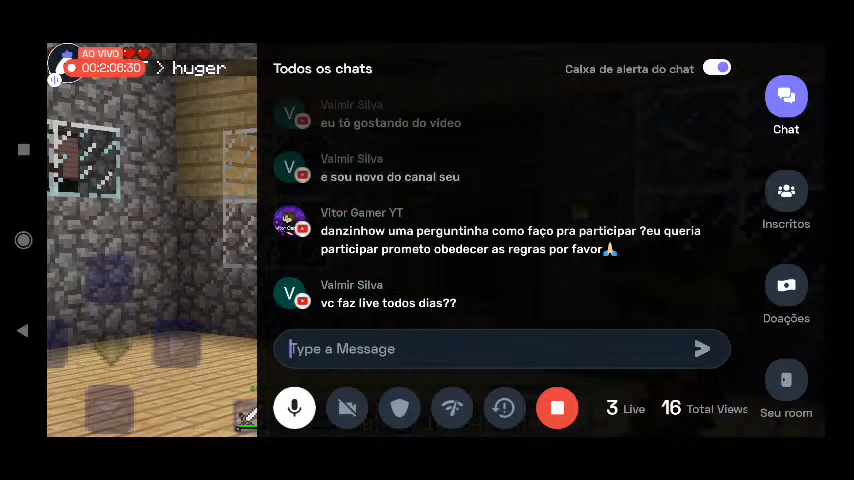 AO VIVO
00:2:06:30
> huger
Todos os chats
Caixa de alerta do chat
Valmir Silva
eu tô gostando do vídeo
Valmir Silva
e sou novo do canal seu
Vitor Gamer YT
danzinhow uma perguntinha como faço pra participar ?eu queria
participar prometo obedecer as regras por favor🙏
Valmir Silva
vc faz live todos dias??
Type a Message
3 Live
16 Total Views
Chat
Inscritos
Doações
Seu room